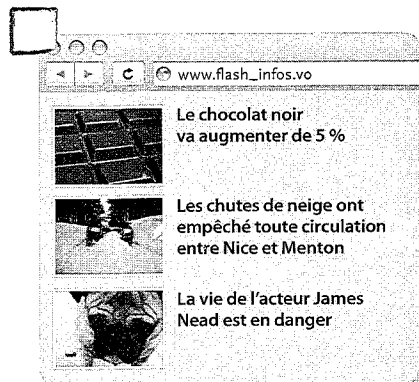 www.flash_infos.vo
Le chocolat noir
va augmenter de 5 %
Les chutes de neige ont
empêché toute circulation
entre Nice et Menton
La vie de l'acteur James
Nead est en danger